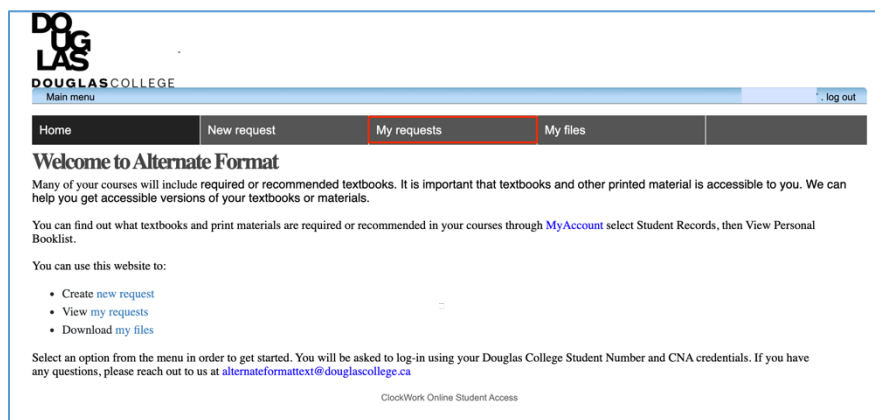 DO
UG
LAS
DOUGLASCOLLEGE
Main menu . log out
Home New request My requests My files
Welcome to Alternate Format
Many of your courses will include required or recommended textbooks. It is important that textbooks and other printed material is accessible to you. We can
help you get accessible versions of your textbooks or materials.
You can find out what textbooks and print materials are required or recommended in your courses through MyAccount select Student Records, then View Personal
Booklist.
You can use this website to:
• Create new request
• View my requests
• Download my files
Select an option from the menu in order to get started. You will be asked to log-in using your Douglas College Student Number and CNA credentials. If you have
any questions, please reach out to us at alternateformattext@douglascollege.ca
ClockWork Online Student Access